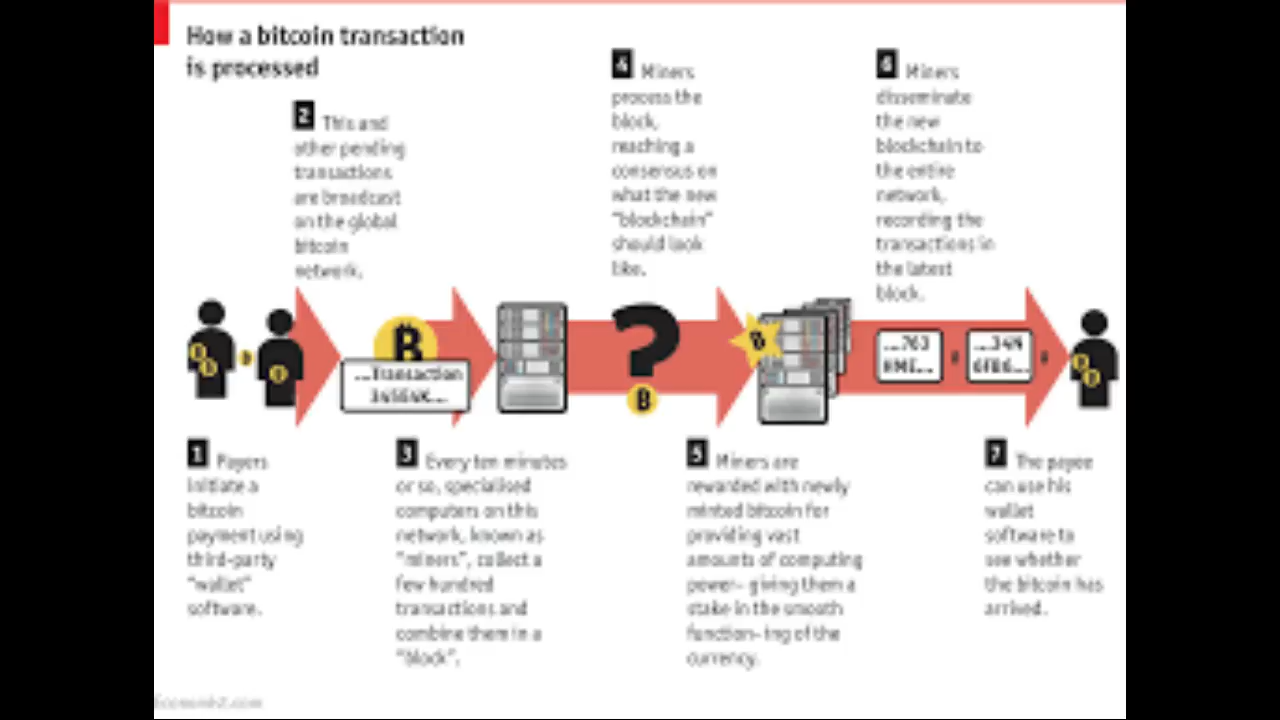 How a bitcoin transaction
is processed
1 Payers
initiate a
bitcoin
payment using
third-party
"wallet"
software.
2 This and
other pending
transactions
are broadcast
on the global
bitcoin
network.
3 Every ten minutes
or so, specialised
computers on this
network, known as
"miners", collect a
few hundred
transactions and
combine them in a
"block".
4 Miners
process the
block,
reaching a
consensus on
what the new
"blockchain"
should look
like.
5 Miners are
rewarded with newly
minted bitcoin for
providing vast
amounts of computing
power– giving them a
stake in the smooth
function– ing of the
currency.
6 Miners
disseminate
the new
blockchain to
the entire
network,
recording the
transactions in
the latest
block.
7 The payee
can use his
wallet
software to
see whether
the bitcoin has
arrived.
...Transaction